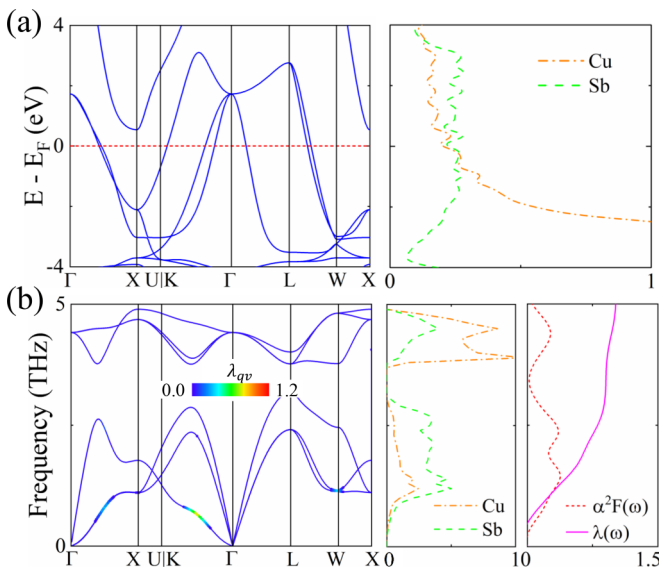 (a)
4
0
-4
E - E_F (eV)
Γ X U|K Γ L W X
Cu
Sb
0 1
(b)
5
0
Frequency (THz)
λ_qν
0.0 1.2
Γ X U|K Γ L W X
Cu
Sb
0 10
α²F(ω)
λ(ω)
0 1.5